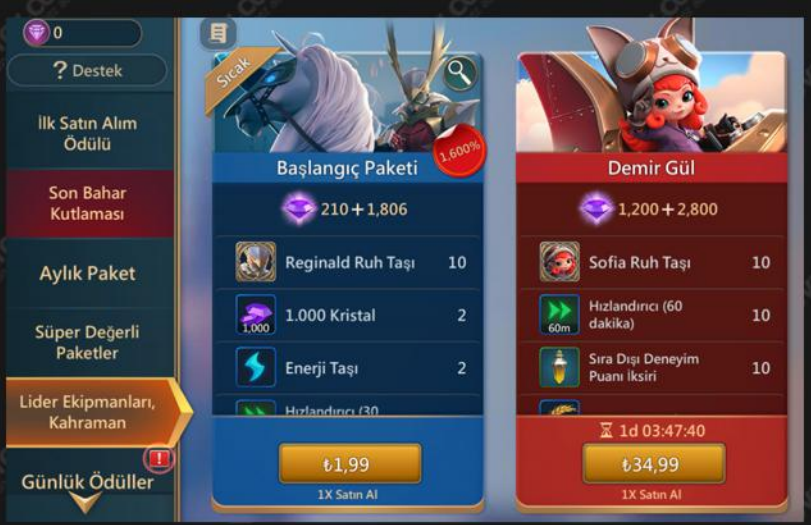 0
? Destek
İlk Satın Alım
Ödülü
Son Bahar
Kutlaması
Aylık Paket
Süper Değerli
Paketler
Lider Ekipmanları,
Kahraman
Günlük Ödüller
!
Sıcak
1,600%
Başlangıç Paketi
210+1,806
Reginald Ruh Taşı 10
1,000
1.000 Kristal 2
Enerji Taşı 2
Hızlandırıcı (30
₺1,99
1X Satın Al
Demir Gül
1,200+2,800
Sofia Ruh Taşı 10
60m
Hızlandırıcı (60
dakika) 10
Sıra Dışı Deneyim
Puanı İksiri 10
1d 03:47:40
₺34,99
1X Satın Al